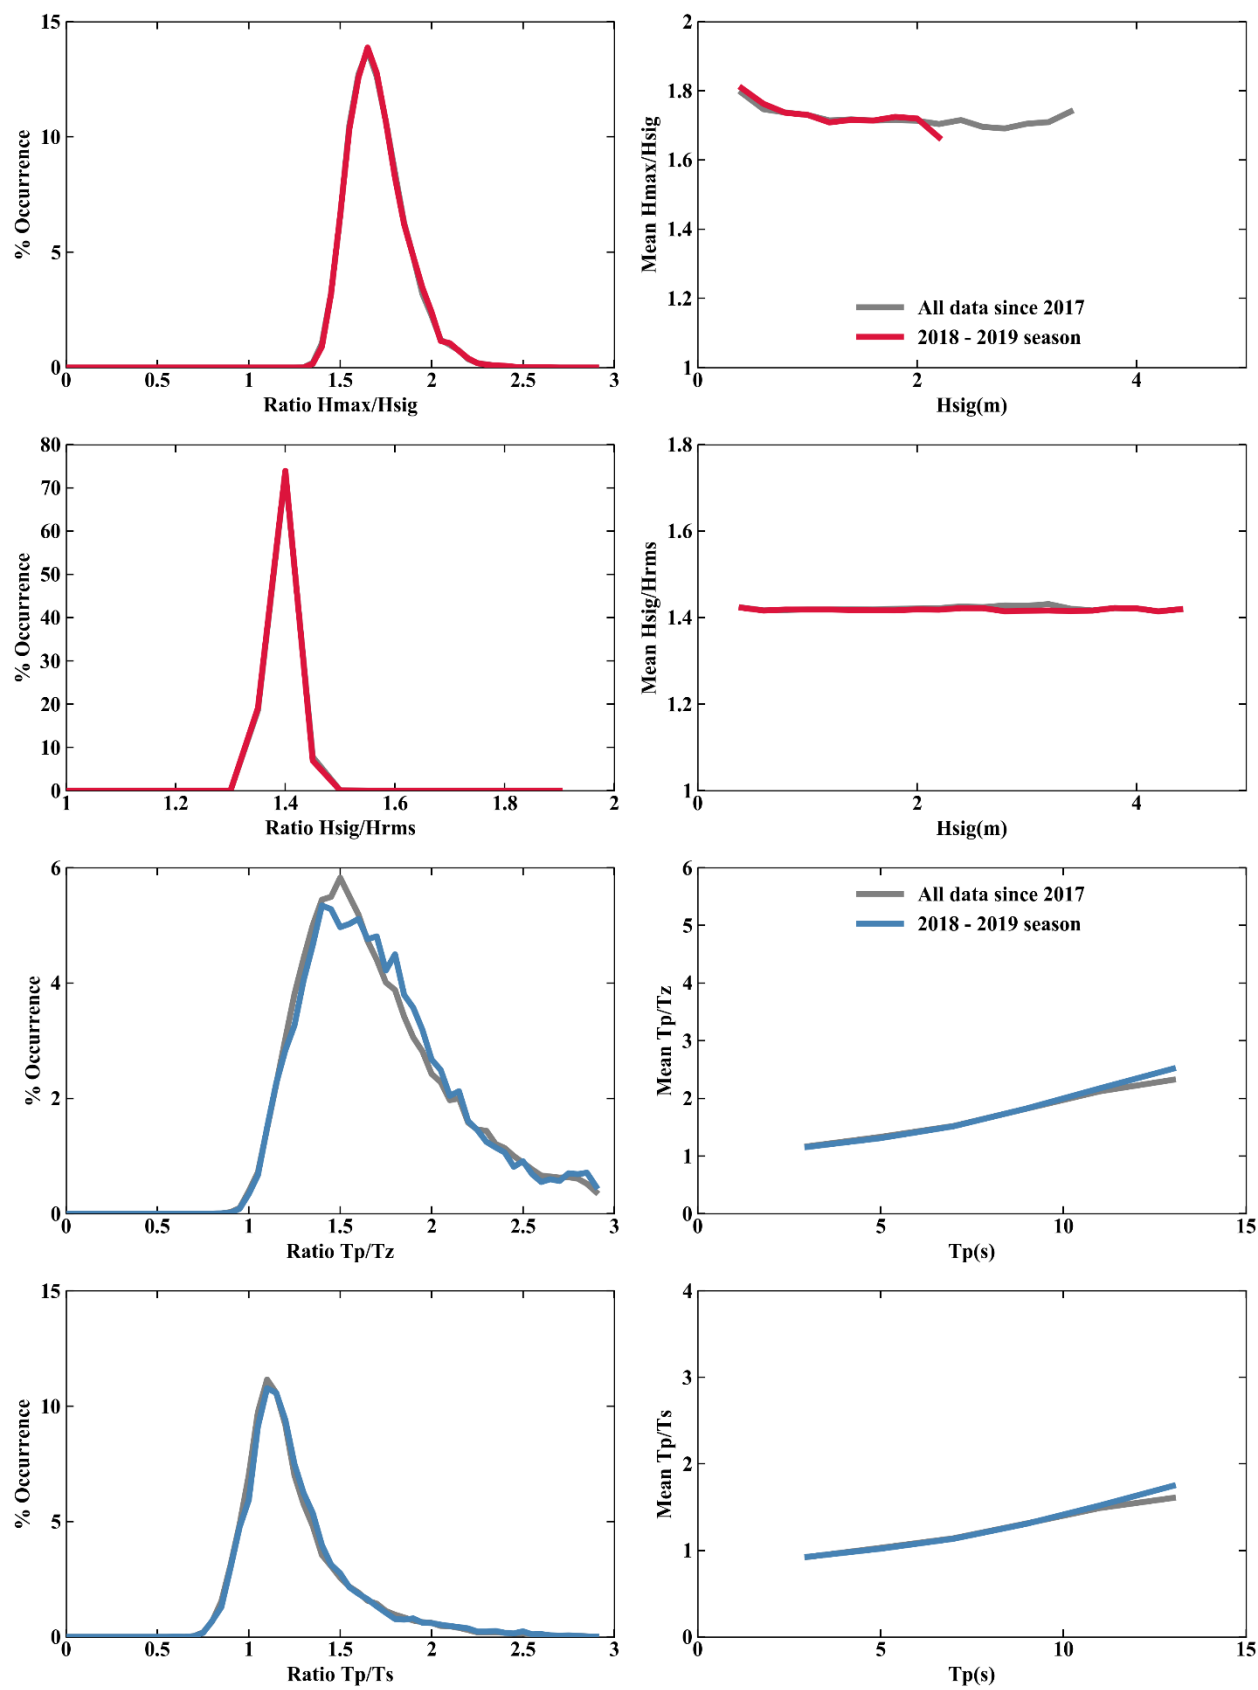 15
10
5
0
0 0.5 1 1.5 2 2.5 3
% Occurrence
Ratio Hmax/Hsig
2
1.8
1.6
1.4
1.2
1
0 2 4
Mean Hmax/Hsig
All data since 2017
2018 - 2019 season
Hsig(m)
80
70
60
50
40
30
20
10
0
1 1.2 1.4 1.6 1.8 2
% Occurrence
Ratio Hsig/Hrms
1.8
1.6
1.4
1.2
1
0 2 4
Mean Hsig/Hrms
Hsig(m)
6
4
2
0
0 0.5 1 1.5 2 2.5 3
% Occurrence
Ratio Tp/Tz
6
5
4
3
2
1
0
0 5 10 15
Mean Tp/Tz
All data since 2017
2018 - 2019 season
Tp(s)
15
10
5
0
0 0.5 1 1.5 2 2.5 3
% Occurrence
Ratio Tp/Ts
4
3
2
1
0
0 5 10 15
Mean Tp/Ts
Tp(s)